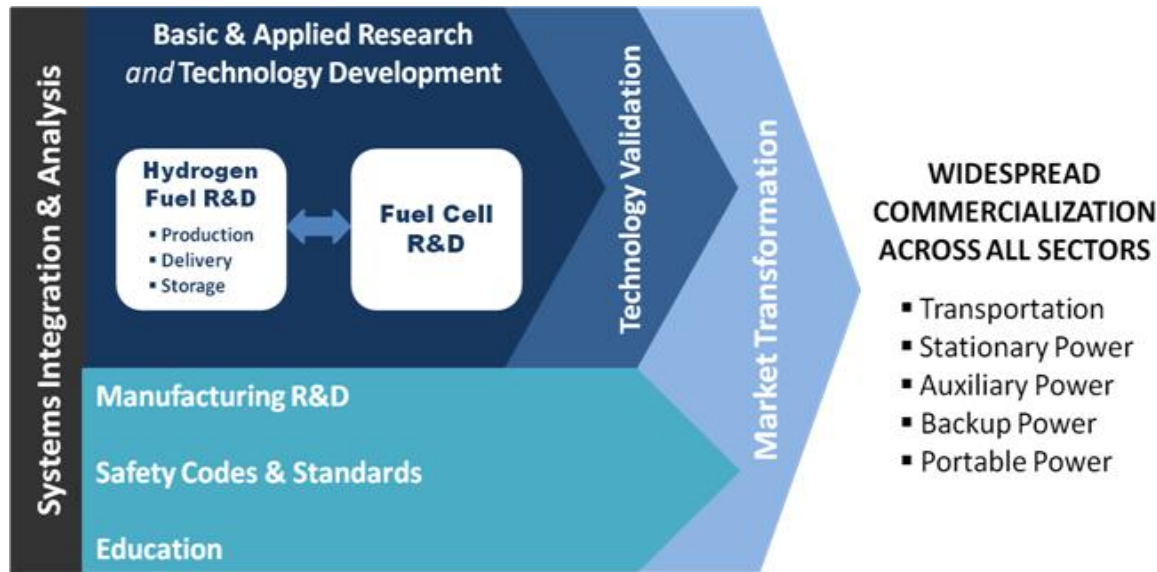 Systems Integration & Analysis
Basic & Applied Research
and Technology Development
Hydrogen
Fuel R&D
▪ Production
▪ Delivery
▪ Storage
Fuel Cell
R&D
Technology Validation
Manufacturing R&D
Safety Codes & Standards
Education
Market Transformation
WIDESPREAD
COMMERCIALIZATION
ACROSS ALL SECTORS
▪ Transportation
▪ Stationary Power
▪ Auxiliary Power
▪ Backup Power
▪ Portable Power